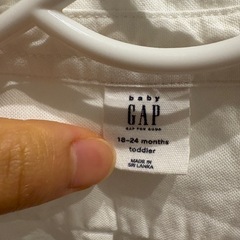 baby
GAP
GAP FOR GOOD
18-24 months
toddler
MADE IN
SRI LANKA